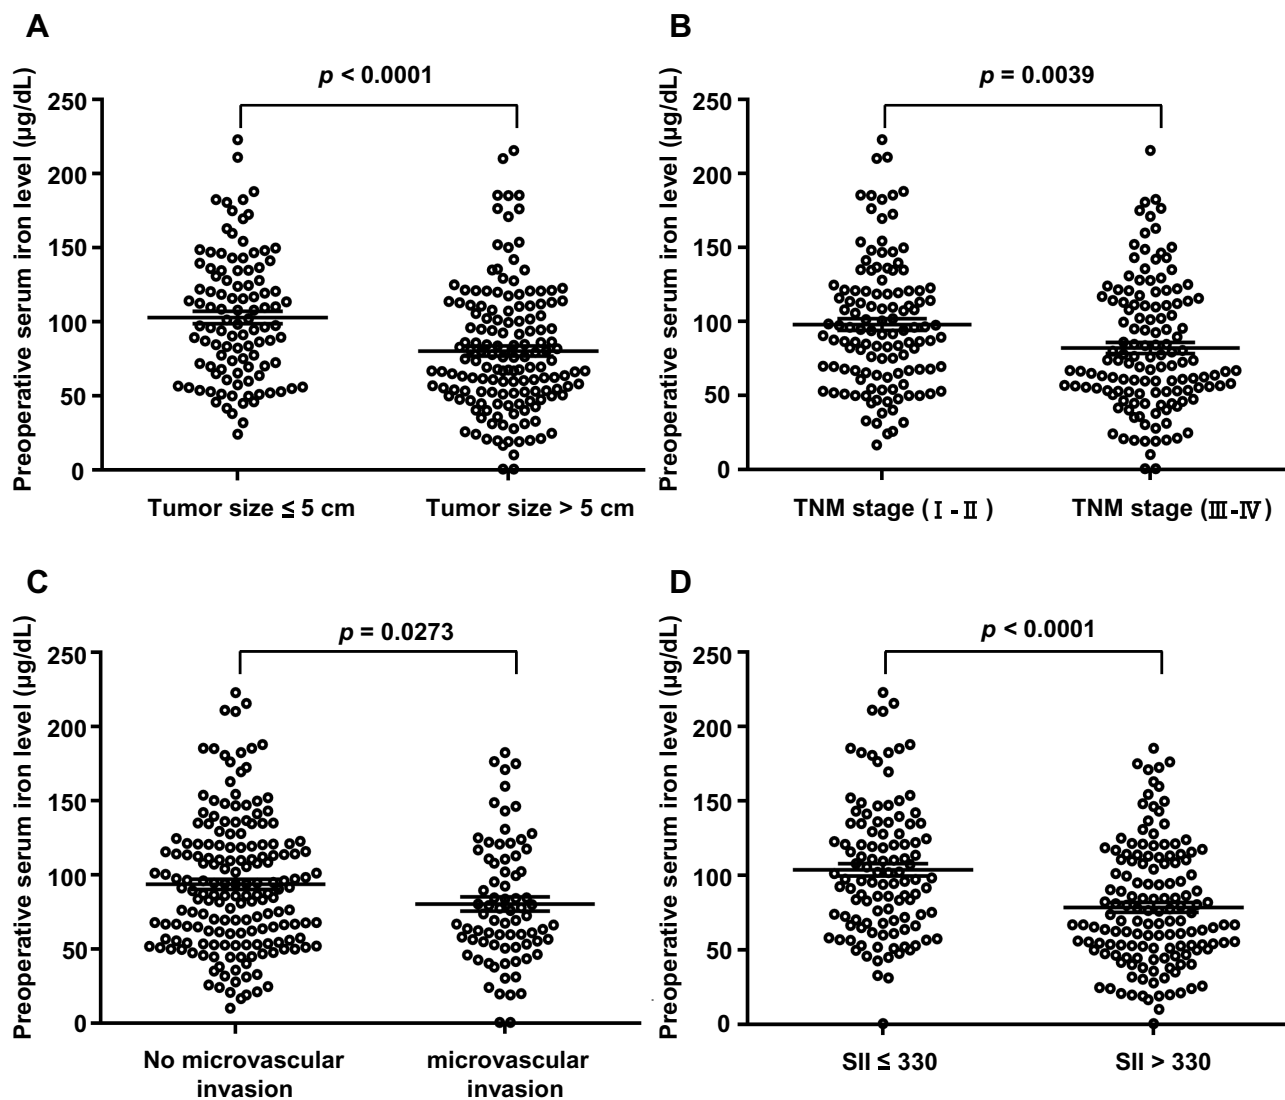 A
Preoperative serum iron level (µg/dL)
p < 0.0001
250
200
150
100
50
0
Tumor size ≤ 5 cm
Tumor size > 5 cm
B
Preoperative serum iron level (µg/dL)
p = 0.0039
250
200
150
100
50
0
TNM stage (Ⅰ-Ⅱ)
TNM stage (Ⅲ-Ⅳ)
C
Preoperative serum iron level (µg/dL)
p = 0.0273
250
200
150
100
50
0
No microvascular
invasion
microvascular
invasion
D
Preoperative serum iron level (µg/dL)
p < 0.0001
250
200
150
100
50
0
SII ≤ 330
SII > 330